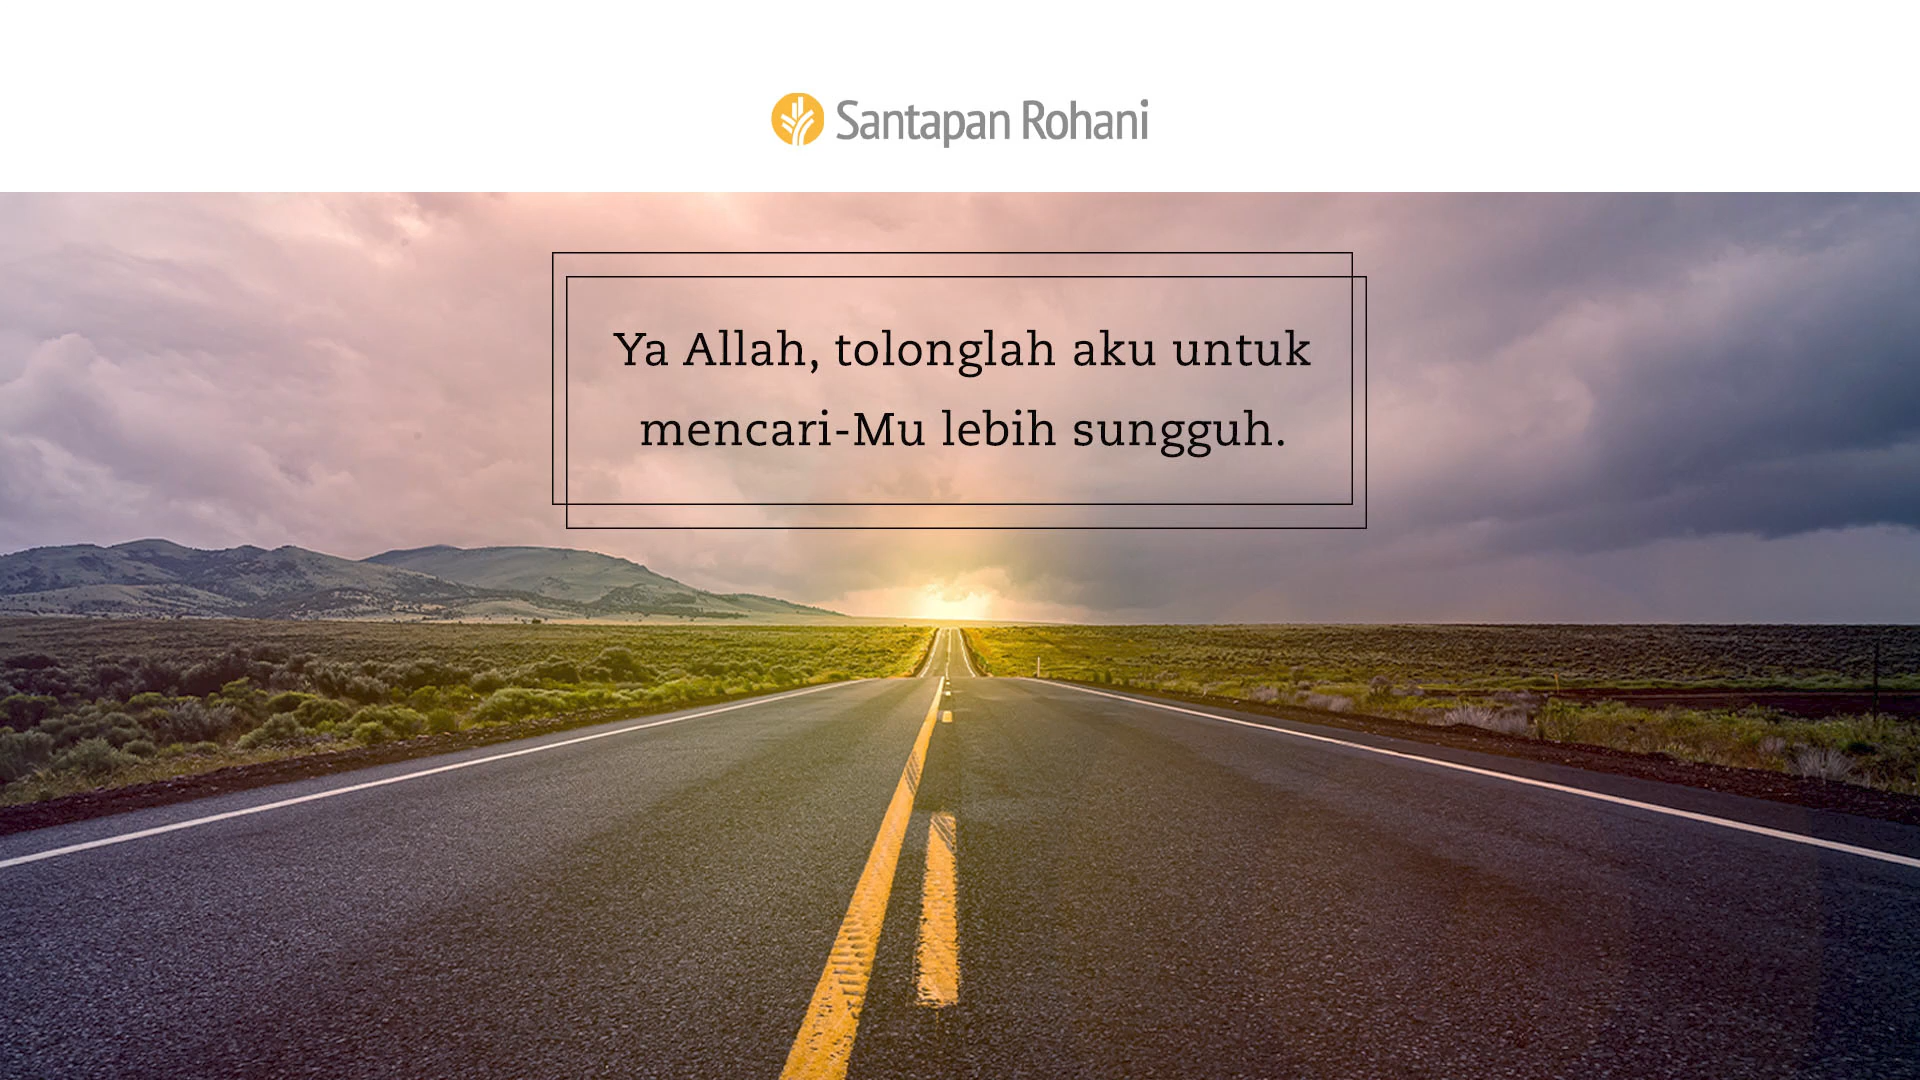 Santapan Rohani
Ya Allah, tolonglah aku untuk
mencari-Mu lebih sungguh.